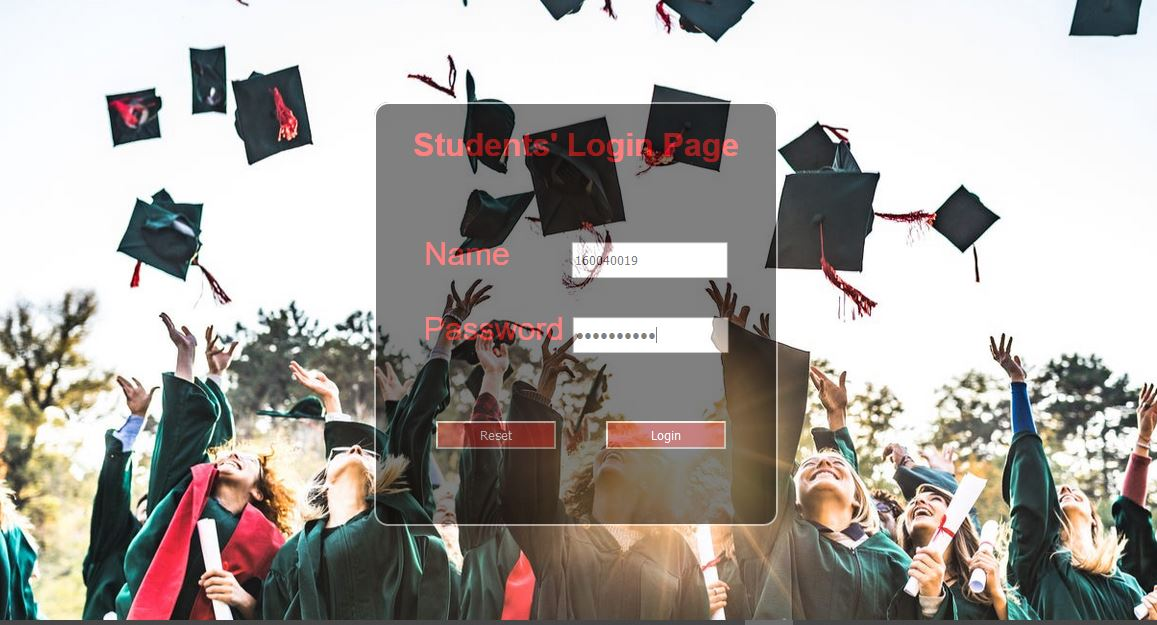 Students' Login Page
Name 160040019
Password ••••••••••
Reset Login